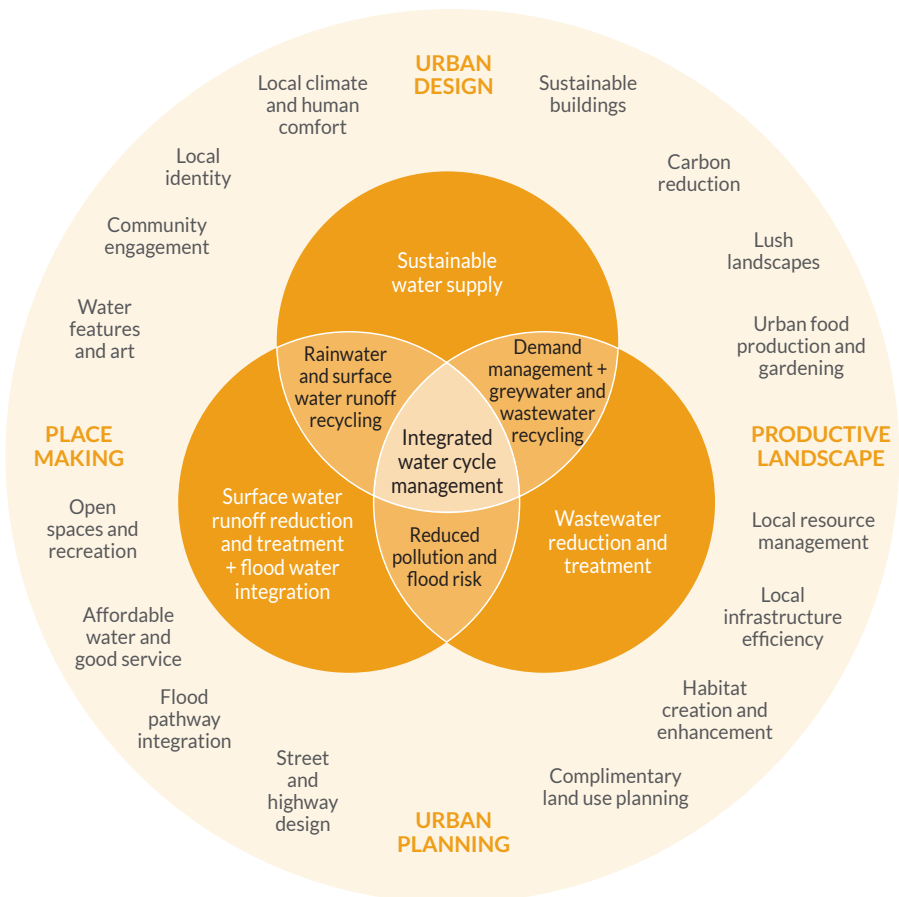 URBAN
DESIGN
Sustainable
buildings
Carbon
reduction
Lush
landscapes
Urban food
production and
gardening
PRODUCTIVE
LANDSCAPE
Local resource
management
Local
infrastructure
efficiency
Habitat
creation and
enhancement
Complimentary
land use planning
URBAN
PLANNING
Street
and
highway
design
Flood
pathway
integration
Affordable
water and
good service
Open
spaces and
recreation
PLACE
MAKING
Water
features
and art
Community
engagement
Local
identity
Local climate
and human
comfort
Sustainable
water supply
Rainwater
and surface
water runoff
recycling
Demand
management +
greywater and
wastewater
recycling
Integrated
water cycle
management
Surface water
runoff reduction
and treatment
+ flood water
integration
Reduced
pollution and
flood risk
Wastewater
reduction and
treatment